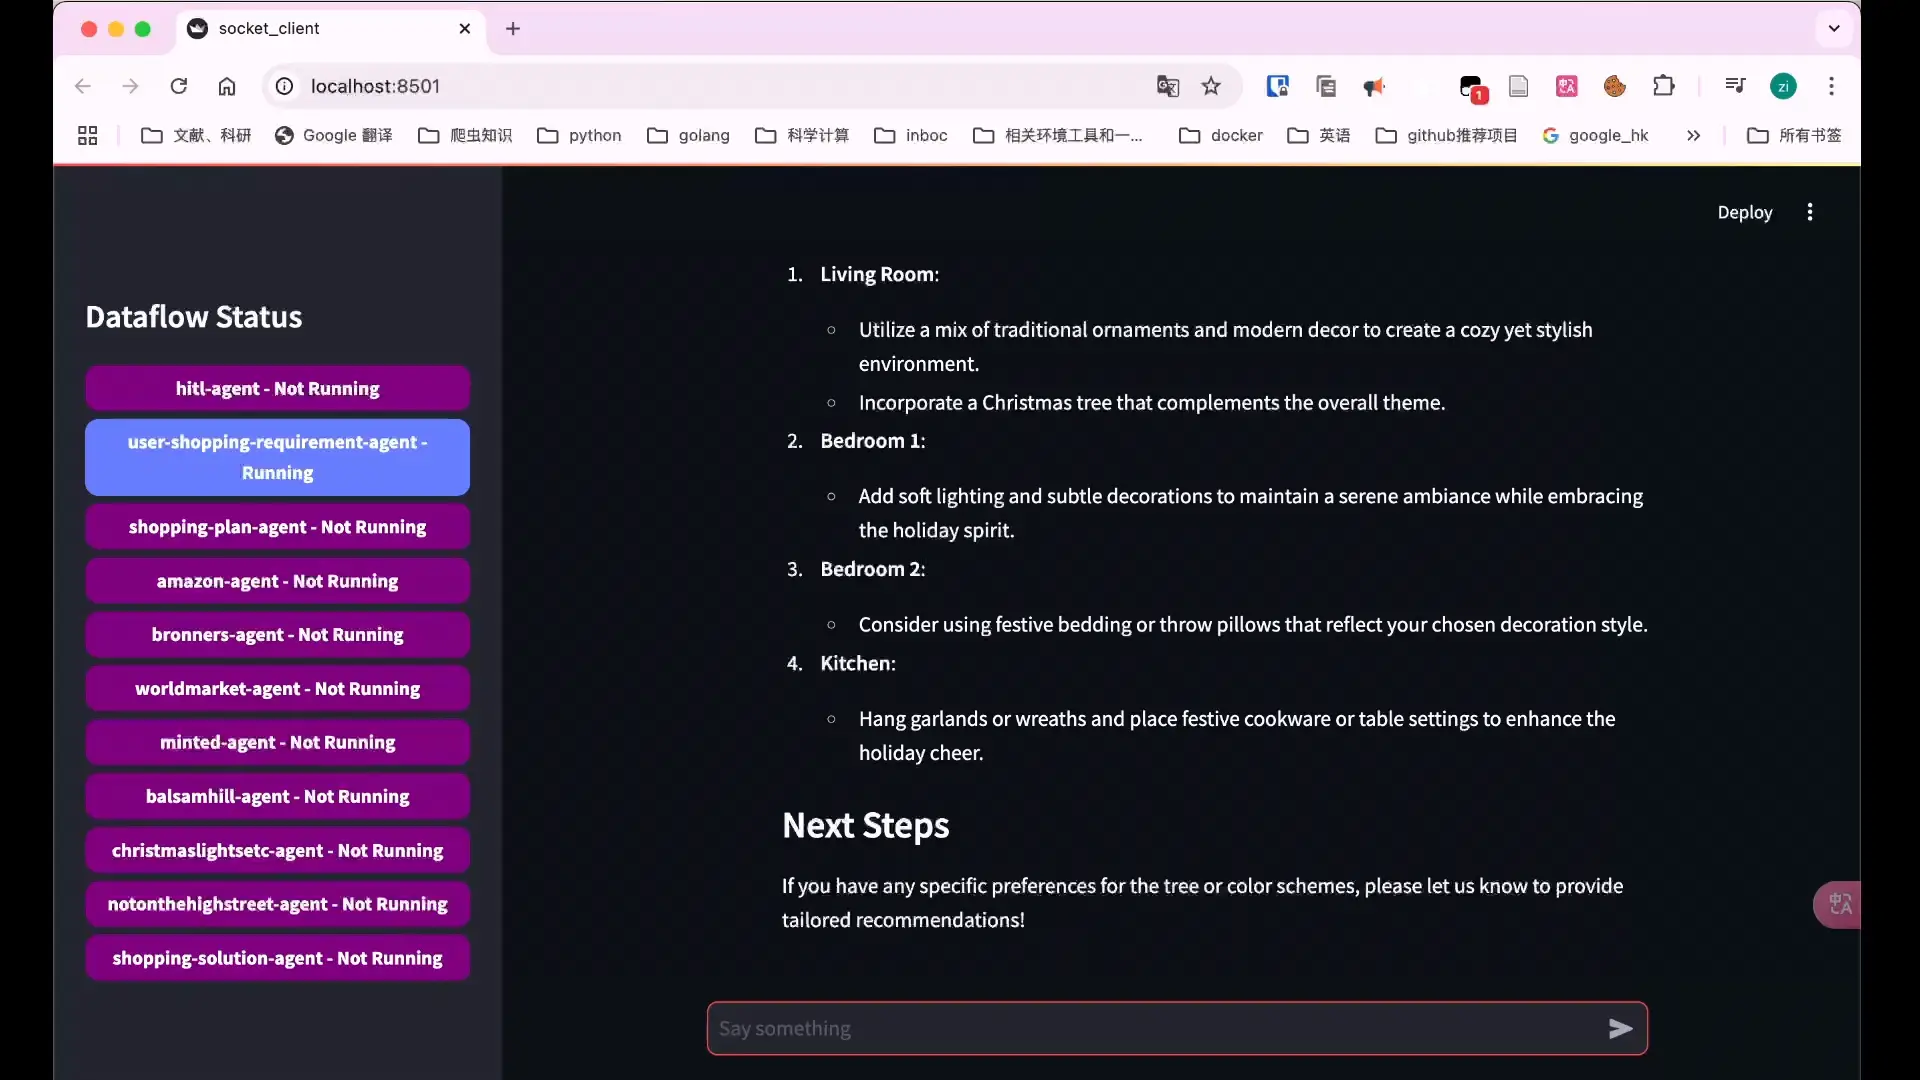 socket_client
localhost:8501
1
zi
文献、科研
Google 翻译
爬虫知识
python
golang
科学计算
inboc
相关环境工具和一...
docker
英语
github推荐项目
google_hk
所有书签
Deploy
Dataflow Status
hitl-agent - Not Running
user-shopping-requirement-agent -
Running
shopping-plan-agent - Not Running
amazon-agent - Not Running
bronners-agent - Not Running
worldmarket-agent - Not Running
minted-agent - Not Running
balsamhill-agent - Not Running
christmaslightsetc-agent - Not Running
notonthehighstreet-agent - Not Running
shopping-solution-agent - Not Running
1. Living Room:
Utilize a mix of traditional ornaments and modern decor to create a cozy yet stylish
environment.
Incorporate a Christmas tree that complements the overall theme.
2. Bedroom 1:
Add soft lighting and subtle decorations to maintain a serene ambiance while embracing
the holiday spirit.
3. Bedroom 2:
Consider using festive bedding or throw pillows that reflect your chosen decoration style.
4. Kitchen:
Hang garlands or wreaths and place festive cookware or table settings to enhance the
holiday cheer.
Next Steps
If you have any specific preferences for the tree or color schemes, please let us know to provide
tailored recommendations!
Say something